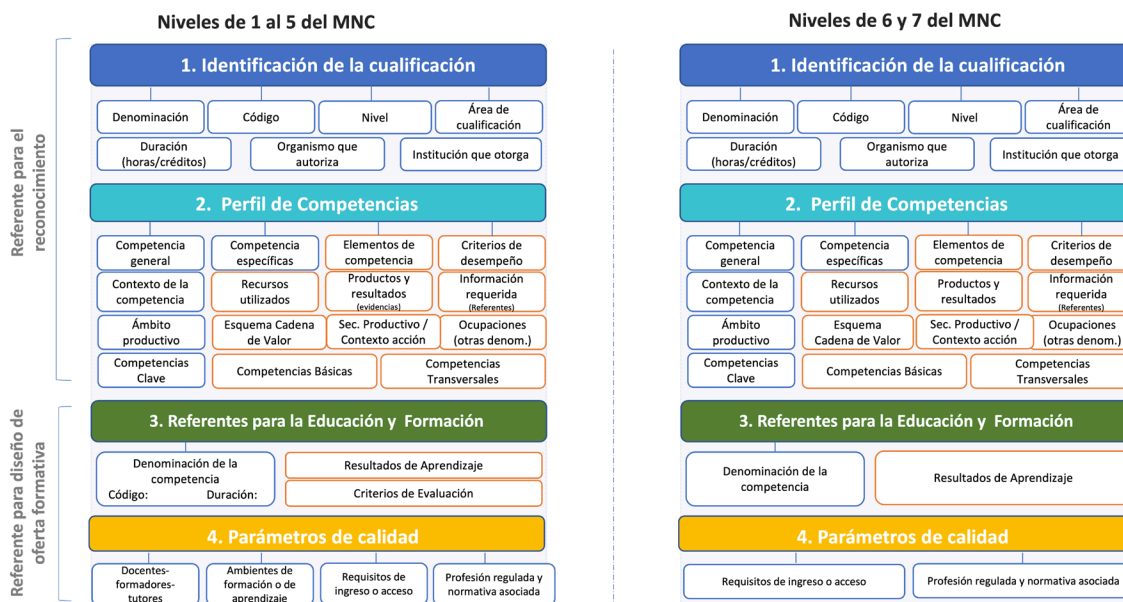 Niveles de 1 al 5 del MNC
Referente para el
reconocimiento
1. Identificación de la cualificación
Denominación
Código
Nivel
Área de
cualificación
Duración
(horas/créditos)
Organismo que
autoriza
Institución que otorga
2. Perfil de Competencias
Competencia
general
Competencia
específicas
Elementos de
competencia
Criterios de
desempeño
Contexto de la
competencia
Recursos
utilizados
Productos y
resultados
(evidencias)
Información
requerida
(Referentes)
Ámbito
productivo
Esquema Cadena
de Valor
Sec. Productivo /
Contexto acción
Ocupaciones
(otras denom.)
Competencias
Clave
Competencias Básicas
Competencias
Transversales
Referente para diseño de
oferta formativa
3. Referentes para la Educación y Formación
Denominación de la
competencia
Código: Duración:
Resultados de Aprendizaje
Criterios de Evaluación
4. Parámetros de calidad
Docentes-
formadores-
tutores
Ambientes de
formación o de
aprendizaje
Requisitos de
ingreso o acceso
Profesión regulada y
normativa asociada
Niveles de 6 y 7 del MNC
1. Identificación de la cualificación
Denominación
Código
Nivel
Área de
cualificación
Duración
(horas/créditos)
Organismo que
autoriza
Institución que otorga
2. Perfil de Competencias
Competencia
general
Competencia
específicas
Elementos de
competencia
Criterios de
desempeño
Contexto de la
competencia
Recursos
utilizados
Productos y
resultados
Información
requerida
(Referentes)
Ámbito
productivo
Esquema
Cadena de Valor
Sec. Productivo /
Contexto acción
Ocupaciones
(otras denom.)
Competencias
Clave
Competencias Básicas
Competencias
Transversales
3. Referentes para la Educación y Formación
Denominación de la
competencia
Resultados de Aprendizaje
4. Parámetros de calidad
Requisitos de ingreso o acceso
Profesión regulada y normativa asociada